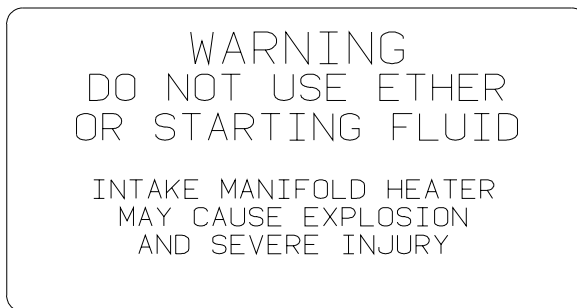 WARNING
DO NOT USE ETHER
OR STARTING FLUID
INTAKE MANIFOLD HEATER
MAY CAUSE EXPLOSION
AND SEVERE INJURY